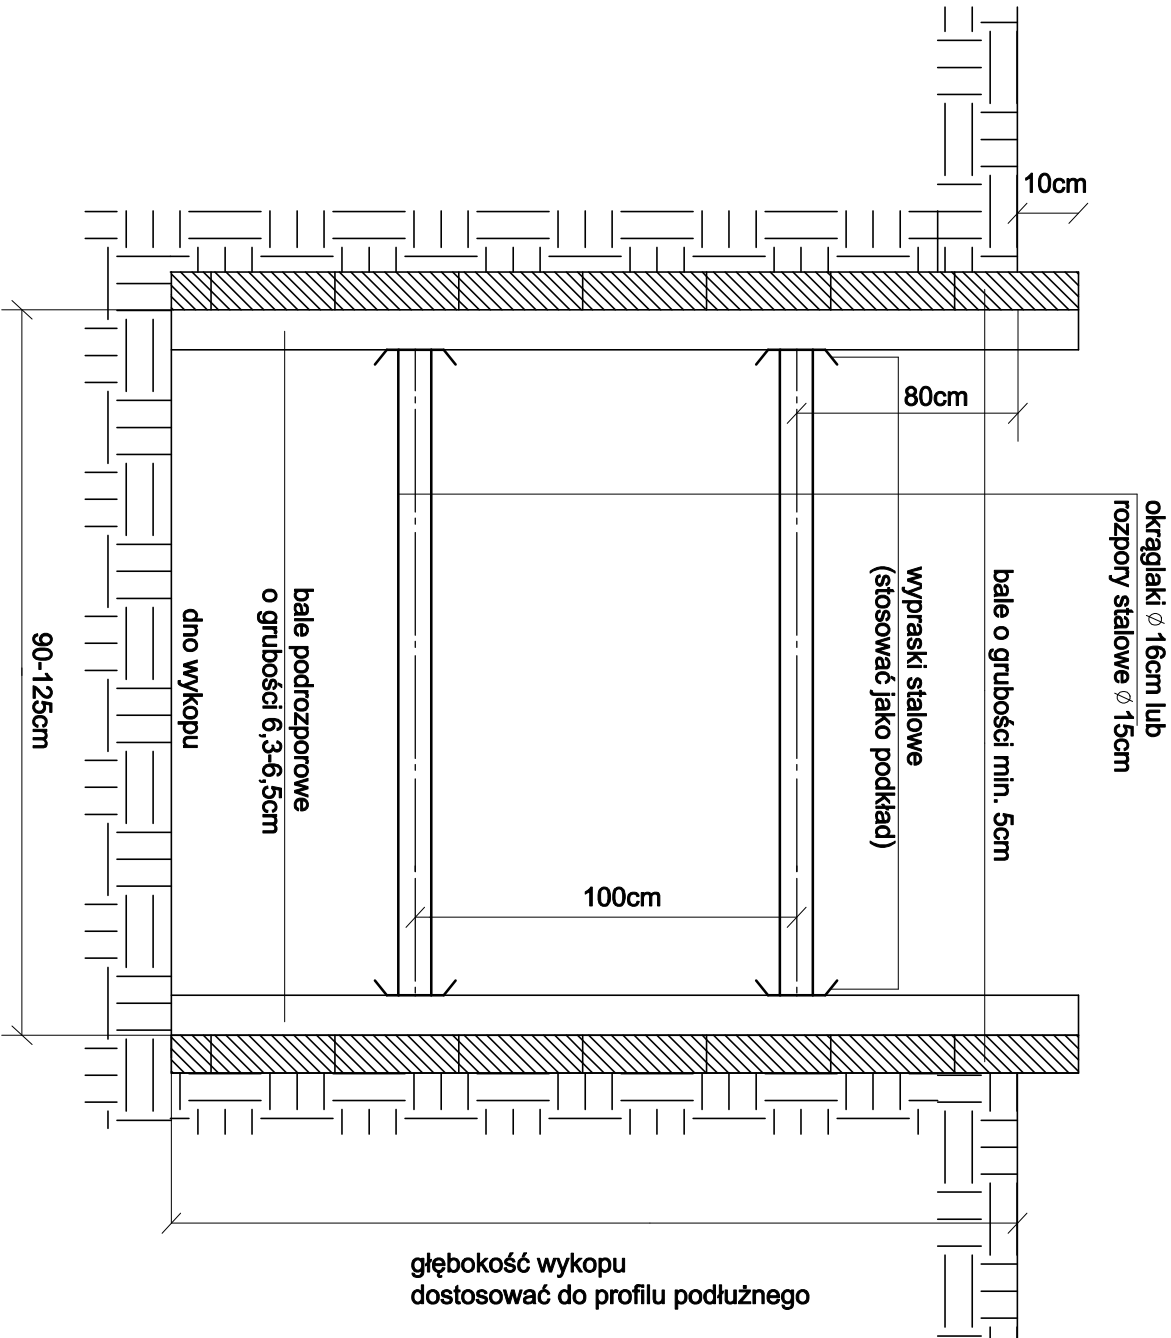 okrąglaki ⌀ 16cm lub
rozpory stalowe ⌀ 15cm
10cm
bale o grubości min. 5cm
80cm
wypraski stalowe
(stosować jako podkład)
100cm
bale podrozporowe
o grubości 6,3-6,5cm
dno wykopu
90-125cm
głębokość wykopu
dostosować do profilu podłużnego